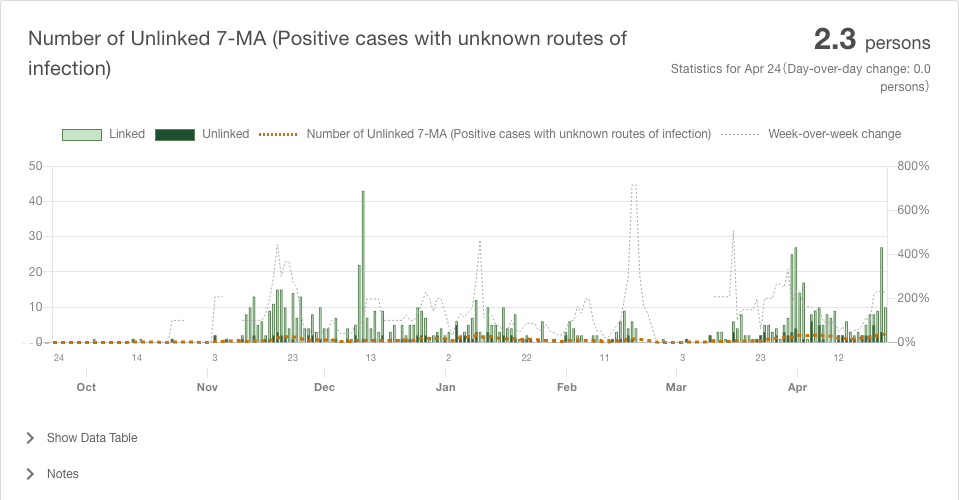 Number of Unlinked 7-MA (Positive cases with unknown routes of
infection)
2.3 persons
Statistics for Apr 24(Day-over-day change: 0.0
persons)
Linked Unlinked Number of Unlinked 7-MA (Positive cases with unknown routes of infection) Week-over-week change
50 800%
40
600%
30
400%
20
200%
10
0 0%
24 14 3 23 13 2 22 11 3 23 12
Oct Nov Dec Jan Feb Mar Apr
Show Data Table
Notes